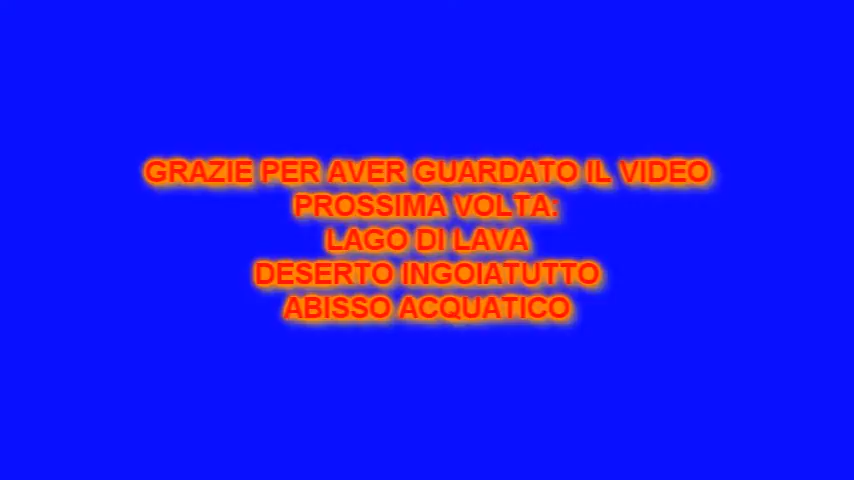 GRAZIE PER AVER GUARDATO IL VIDEO
PROSSIMA VOLTA:
LAGO DI LAVA
DESERTO INGOIATUTTO
ABISSO ACQUATICO